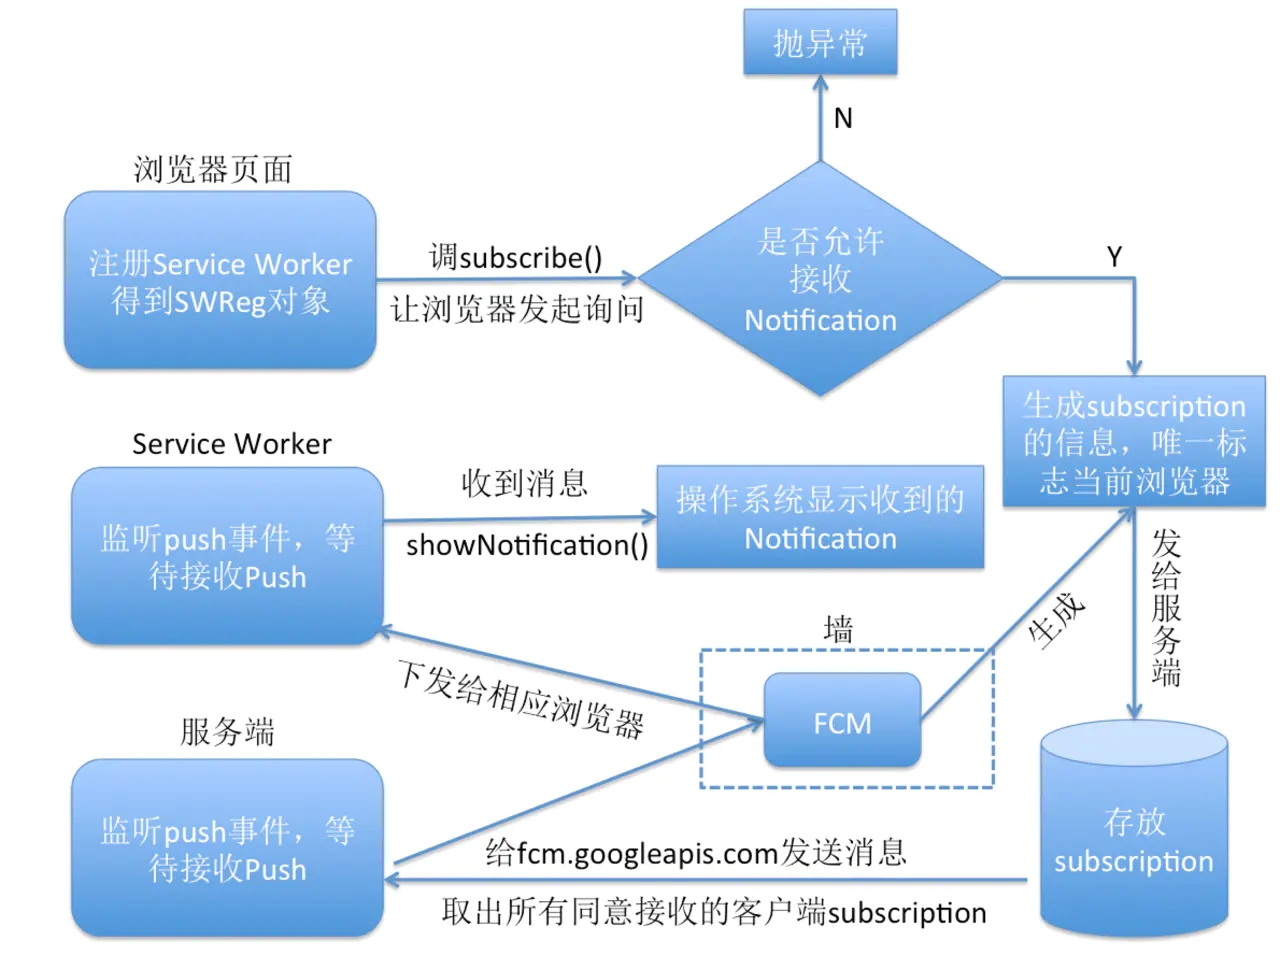 抛异常
N
浏览器页面
注册Service Worker
得到SWReg对象
调subscribe()
让浏览器发起询问
是否允许
接收
Notification
Y
生成subscription
的信息，唯一标
志当前浏览器
Service Worker
监听push事件，等
待接收Push
收到消息
showNotification()
操作系统显示收到的
Notification
发给服务端
生成
墙
FCM
下发给相应浏览器
服务端
监听push事件，等
待接收Push
给fcm.googleapis.com发送消息
取出所有同意接收的客户端subscription
存放
subscription